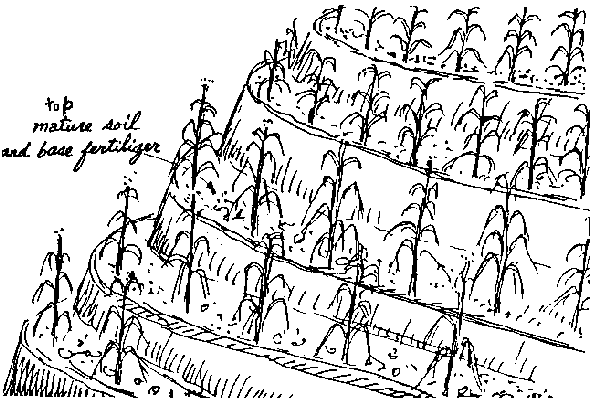 top
mature soil
and base fertilizer